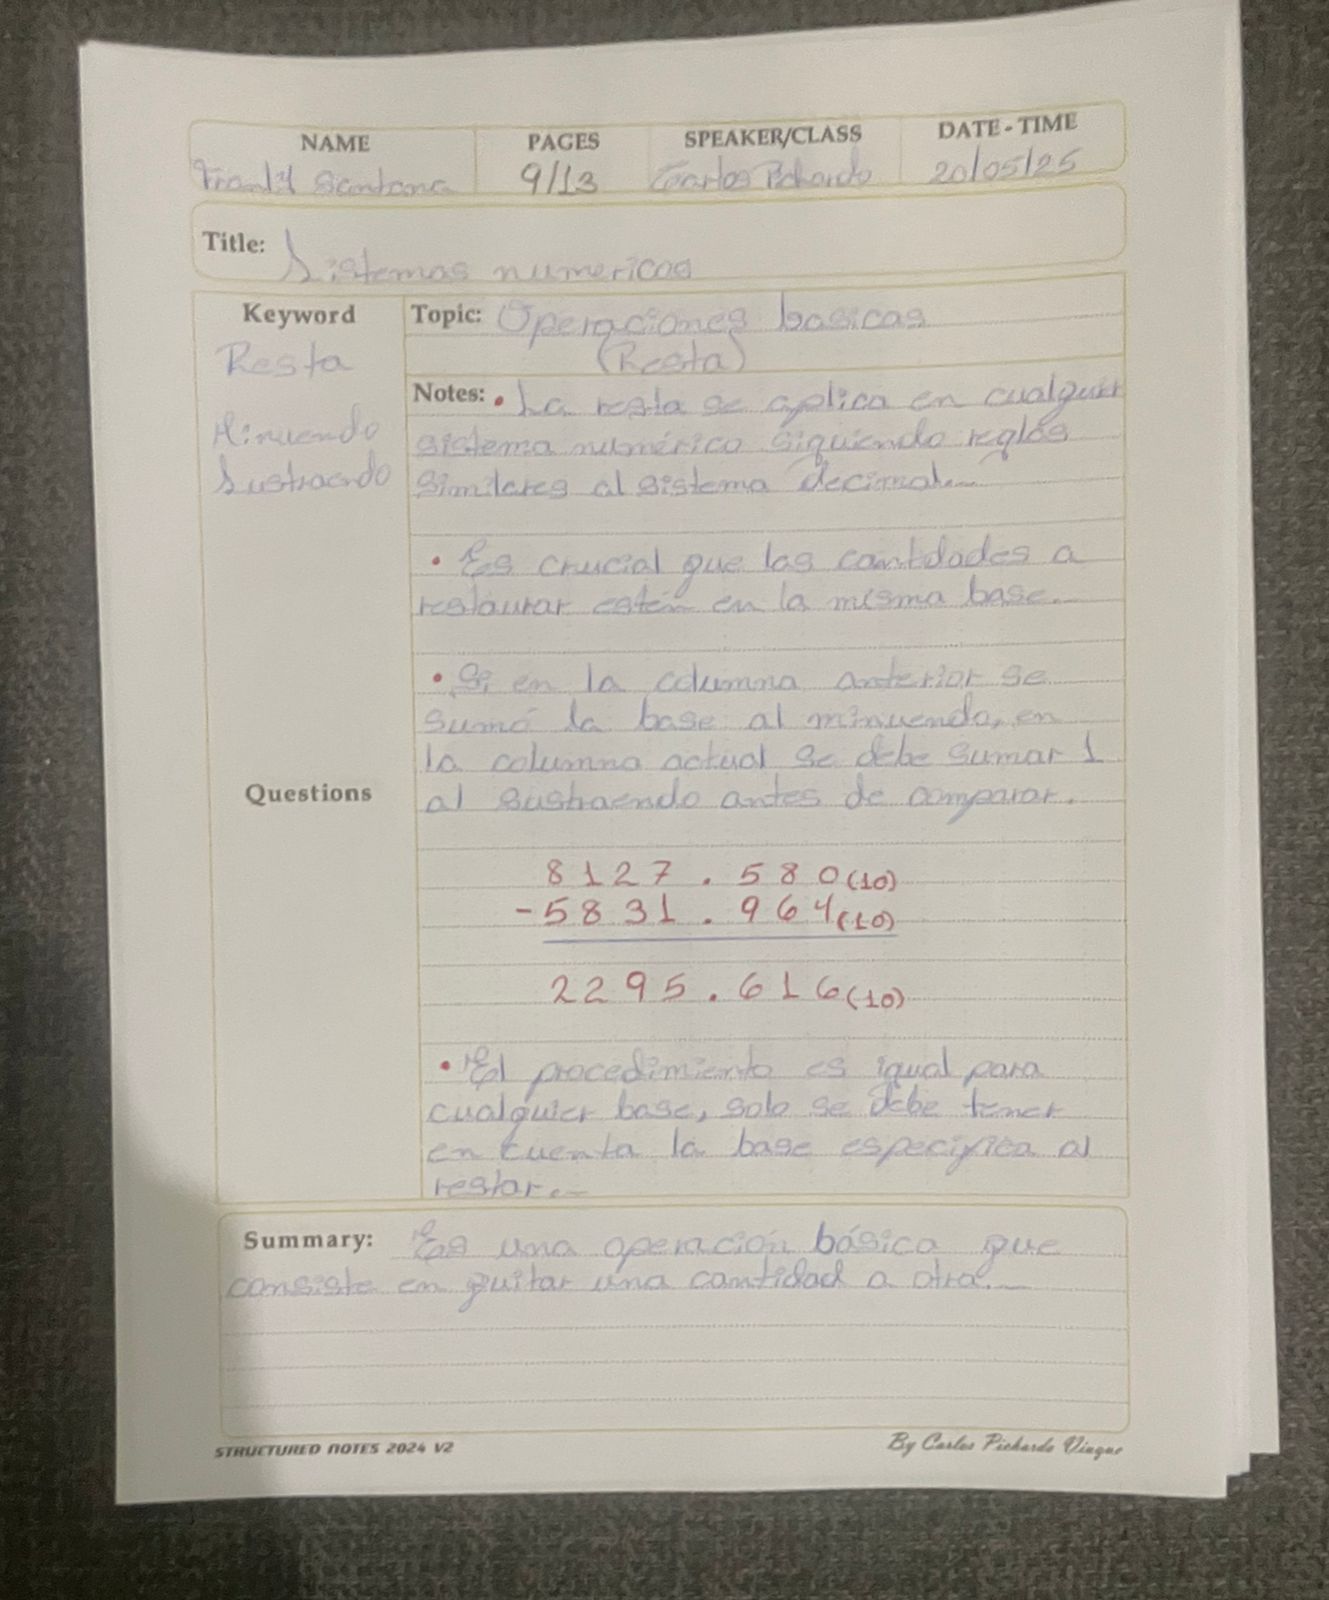 NAME PAGES SPEAKER/CLASS DATE - TIME
Santana 9/13 Carlos Pichardo 20/05/25
Title: Sistemas numericos
Keyword Topic: Operaciones basicas
Resta (Resta)
Notes: • La resta se aplica en cualquier
Minuendo sistema numérico siguiendo reglas
Sustraendo Similares al sistema decimal.
• Es crucial que las cantidades a
restaurar estén en la misma base.
• Si en la columna anterior se
sumó la base al minuendo, en
la columna actual se debe sumar 1
Questions al sustraendo antes de comparar.
8127.580(10)
-5831.964(10)
2295.616(10)
• El procedimiento es igual para
cualquier base, solo se debe tener
en cuenta la base especifica al
restar.
Summary: Es una operación básica que
consiste en quitar una cantidad a otra.
STRUCTURED NOTES 2024 V2 By Carlos Pichardo Viuque